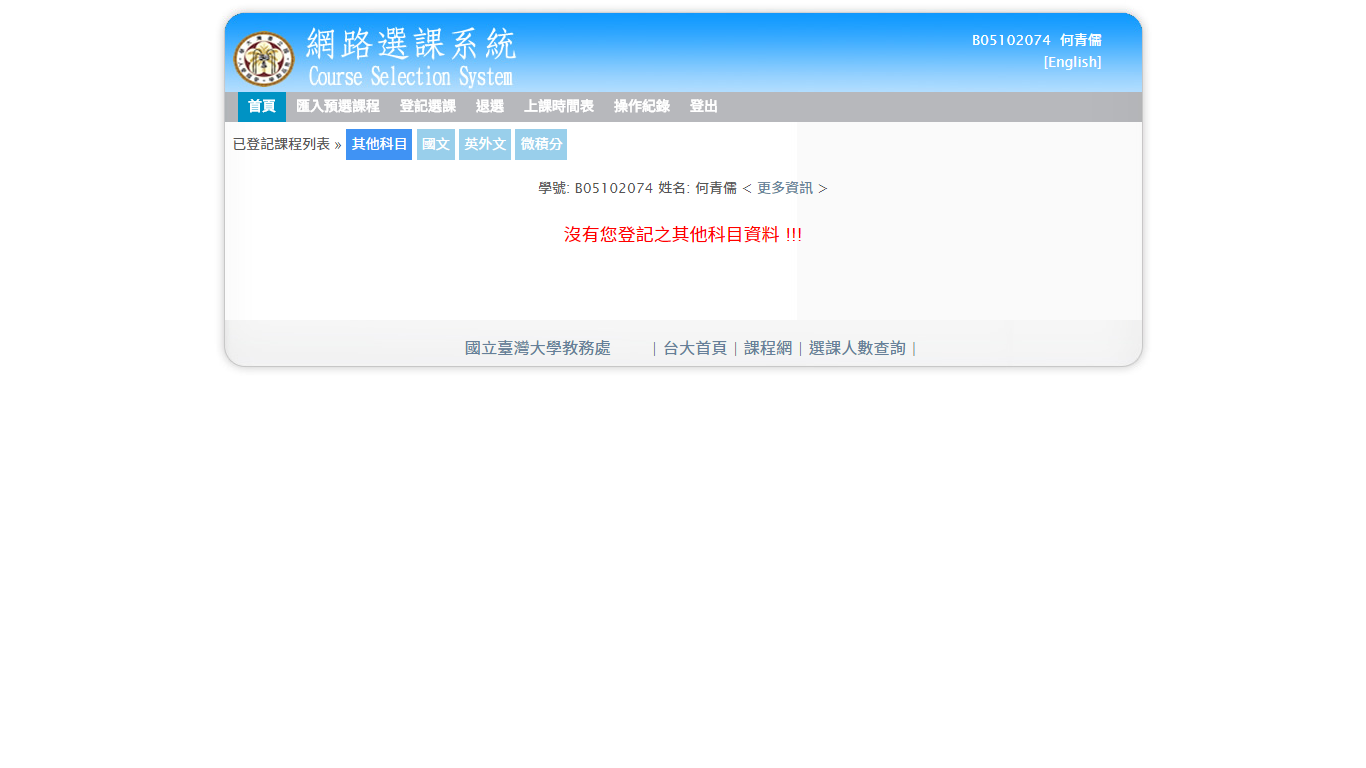 網路選課系統
Course Selection System
B05102074 何青儒
[English]
首頁 匯入預選課程 登記選課 退選 上課時間表 操作紀錄 登出
已登記課程列表 » 其他科目 國文 英外文 微積分
學號: B05102074 姓名: 何青儒 < 更多資訊 >
沒有您登記之其他科目資料 !!!
國立臺灣大學教務處 | 台大首頁 | 課程網 | 選課人數查詢 |